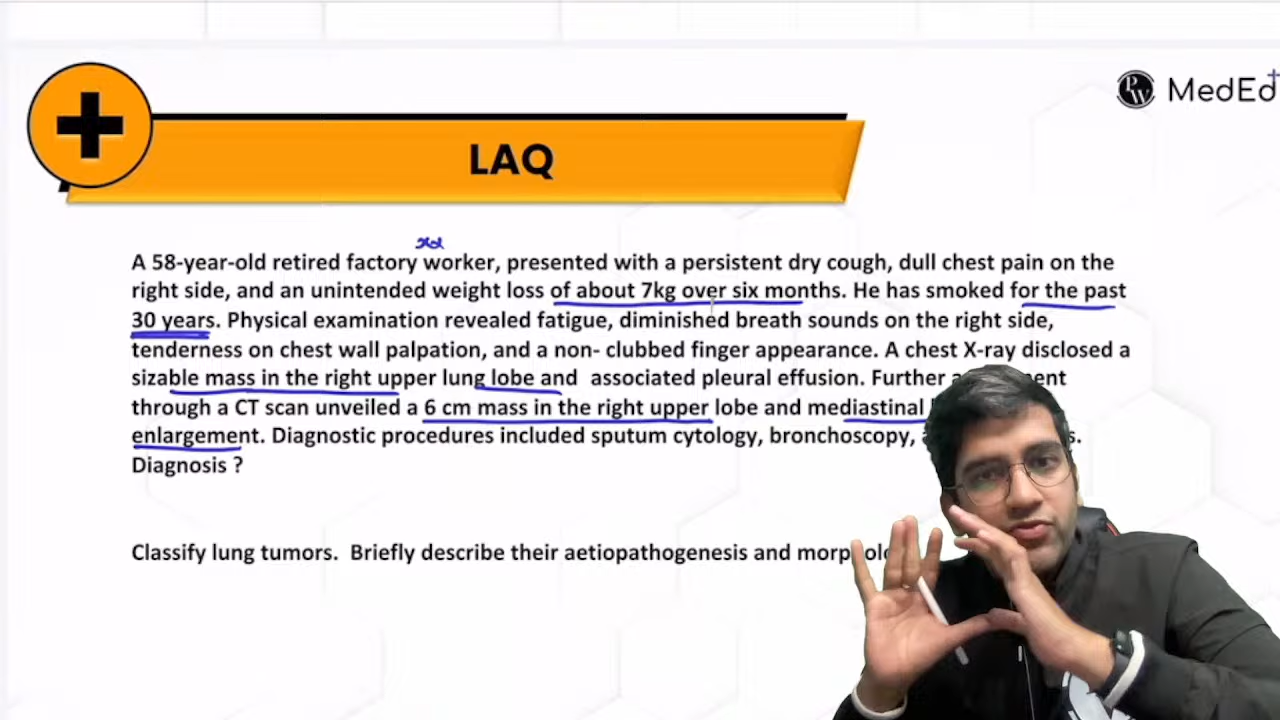 PW MedEd
LAQ
A 58-year-old retired factory worker, presented with a persistent dry cough, dull chest pain on the
right side, and an unintended weight loss of about 7kg over six months. He has smoked for the past
30 years. Physical examination revealed fatigue, diminished breath sounds on the right side,
tenderness on chest wall palpation, and a non- clubbed finger appearance. A chest X-ray disclosed a
sizable mass in the right upper lung lobe and associated pleural effusion. Further
through a CT scan unveiled a 6 cm mass in the right upper lobe and mediastinal
enlargement. Diagnostic procedures included sputum cytology, bronchoscopy,
Diagnosis ?
Classify lung tumors. Briefly describe their aetiopathogenesis and